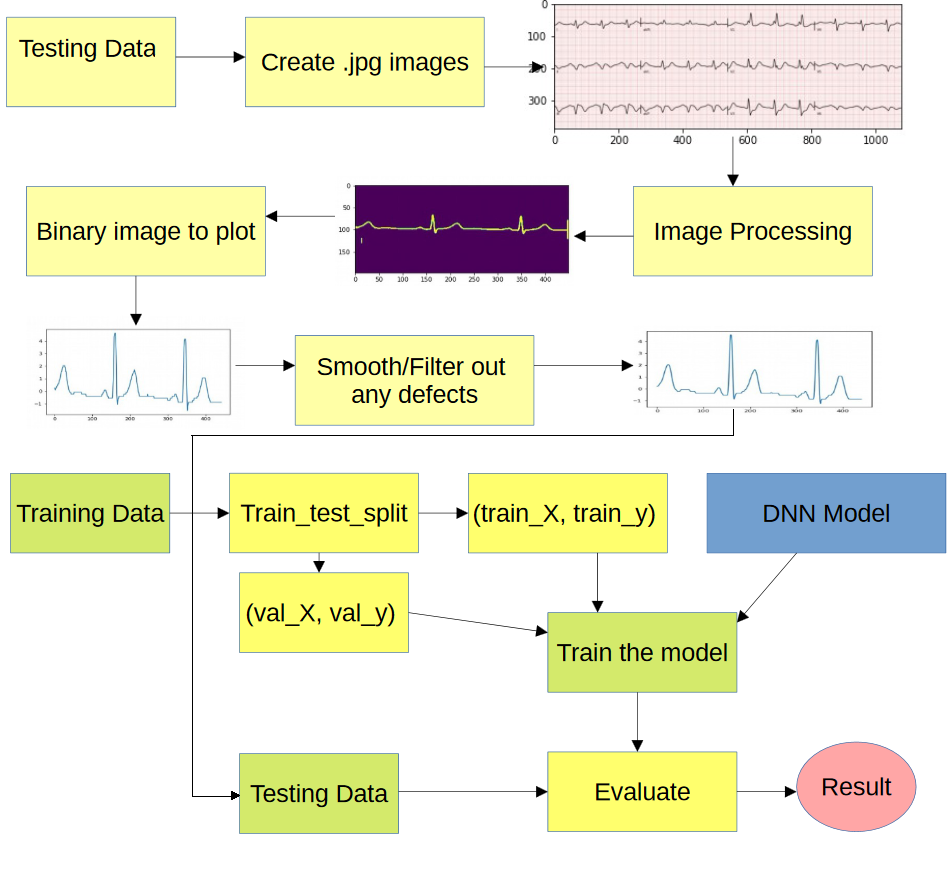 Testing Data
Create .jpg images
0
100
200
300
0 200 400 600 800 1000
Binary image to plot
0
50
100
150
0 50 100 150 200 250 300 350 400
Image Processing
4
3
2
1
0
-1
0 100 200 300 400
Smooth/Filter out
any defects
4
3
2
1
0
-1
0 100 200 300 400
Training Data
Train_test_split
(train_X, train_y)
DNN Model
(val_X, val_y)
Train the model
Testing Data
Evaluate
Result